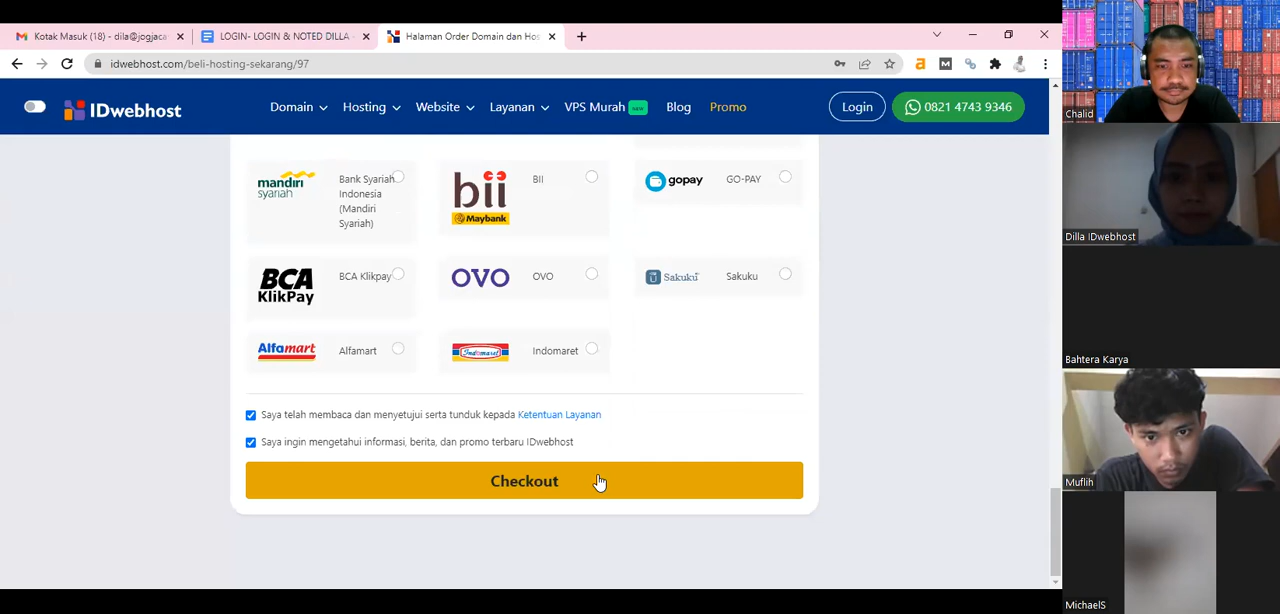 Kotak Masuk (18) - dila@jogjaca
LOGIN- LOGIN & NOTED DILLA
Halaman Order Domain dan Hos
idwebhost.com/beli-hosting-sekarang/97
IDwebhost
Domain
Hosting
Website
Layanan
VPS Murah
Blog
Promo
Login
0821 4743 9346
mandiri
syariah
Bank Syariah
Indonesia
(Mandiri
Syariah)
bii
Maybank
BII
gopay
GO-PAY
BCA
KlikPay
BCA Klikpay
OVO
OVO
Sakuku
Sakuku
Alfamart
Alfamart
Indomaret
Indomaret
Saya telah membaca dan menyetujui serta tunduk kepada Ketentuan Layanan
Saya ingin mengetahui informasi, berita, dan promo terbaru IDwebhost
Checkout
Chalid
Dilla IDwebhost
Bahtera Karya
Muflih
MichaelS